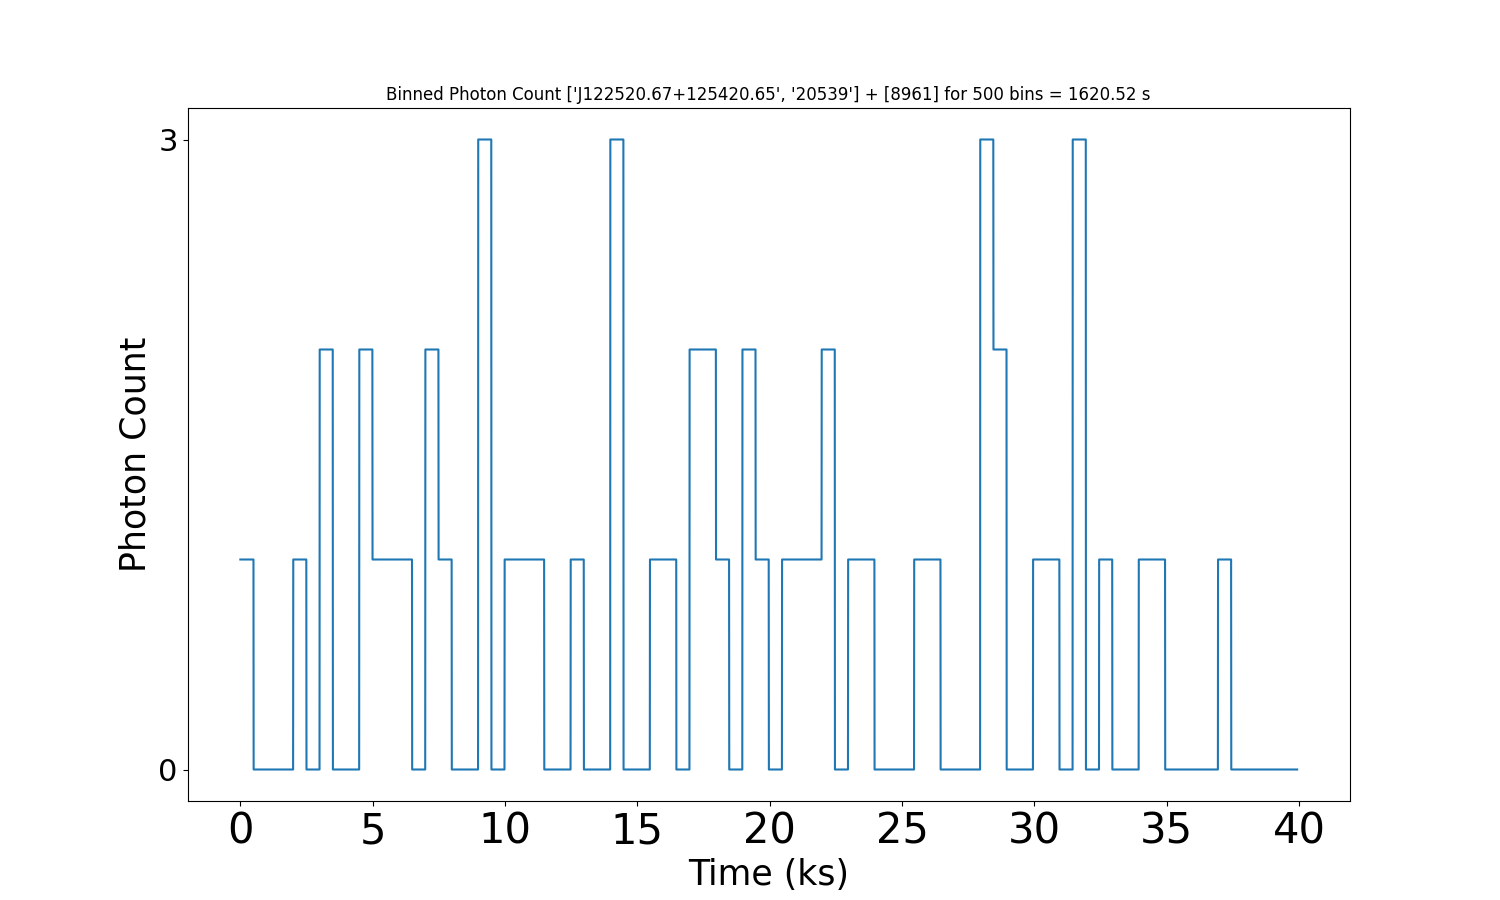 Binned Photon Count ['J122520.67+125420.65', '20539'] + [8961] for 500 bins = 1620.52 s
3
Photon Count
0
0 5 10 15 20 25 30 35 40
Time (ks)